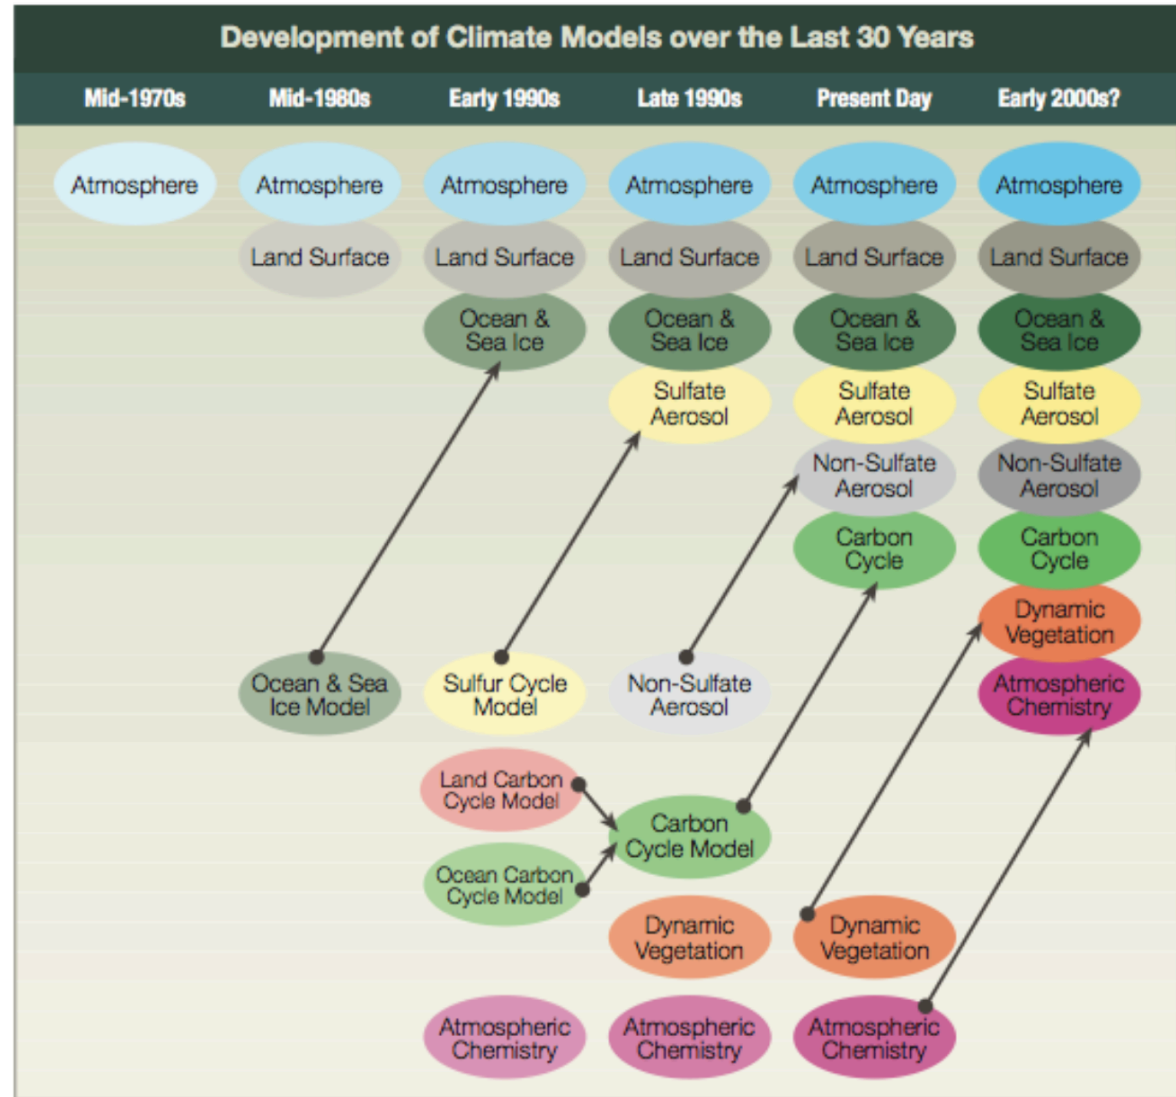 Development of Climate Models over the Last 30 Years
Mid-1970s Mid-1980s Early 1990s Late 1990s Present Day Early 2000s?
Atmosphere Atmosphere Atmosphere Atmosphere Atmosphere Atmosphere
Land Surface Land Surface Land Surface Land Surface Land Surface
Ocean & Ocean & Ocean & Ocean &
Sea Ice Sea Ice Sea Ice Sea Ice
Sulfate Sulfate Sulfate
Aerosol Aerosol Aerosol
Non-Sulfate Non-Sulfate
Aerosol Aerosol
Carbon Carbon
Cycle Cycle
Dynamic
Vegetation
Ocean & Sea Sulfur Cycle Non-Sulfate Atmospheric
Ice Model Model Aerosol Chemistry
Land Carbon
Cycle Model
Carbon
Cycle Model
Ocean Carbon
Cycle Model
Dynamic Dynamic
Vegetation Vegetation
Atmospheric Atmospheric Atmospheric
Chemistry Chemistry Chemistry